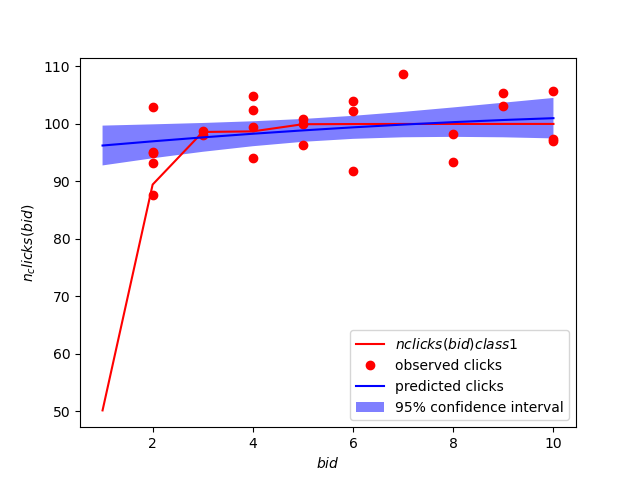 110
100
90
80
70
60
50
n_clicks(bid)
nclicks(bid)class1
observed clicks
predicted clicks
95% confidence interval
2
4
6
8
10
bid